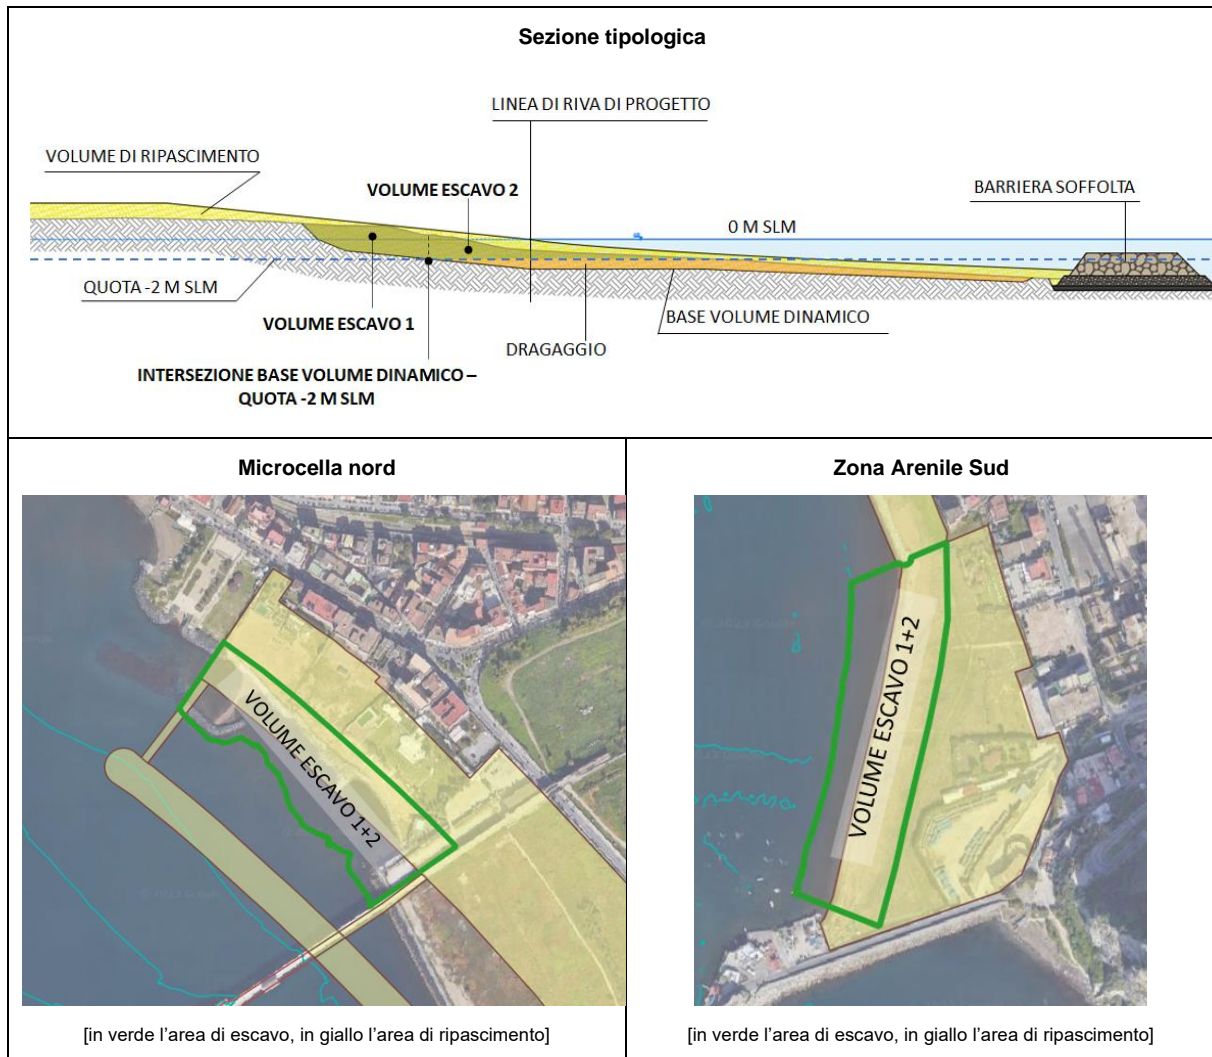 Sezione tipologica
LINEA DI RIVA DI PROGETTO
VOLUME DI RIPASCIMENTO
VOLUME ESCAVO 2
BARRIERA SOFFOLTA
0 M SLM
QUOTA -2 M SLM
VOLUME ESCAVO 1
BASE VOLUME DINAMICO
DRAGAGGIO
INTERSEZIONE BASE VOLUME DINAMICO –
QUOTA -2 M SLM
Microcella nord
VOLUME ESCAVO 1+2
[in verde l’area di escavo, in giallo l’area di ripascimento]
Zona Arenile Sud
VOLUME ESCAVO 1+2
[in verde l’area di escavo, in giallo l’area di ripascimento]